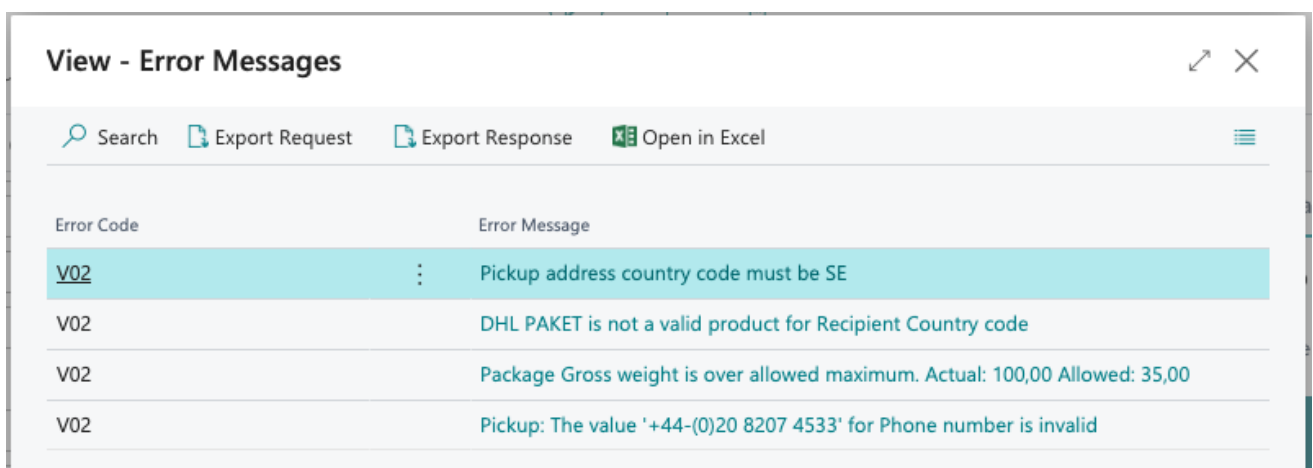 View - Error Messages
Search Export Request Export Response Open in Excel
Error Code Error Message
V02 Pickup address country code must be SE
V02 DHL PAKET is not a valid product for Recipient Country code
V02 Package Gross weight is over allowed maximum. Actual: 100,00 Allowed: 35,00
V02 Pickup: The value '+44-(0)20 8207 4533' for Phone number is invalid